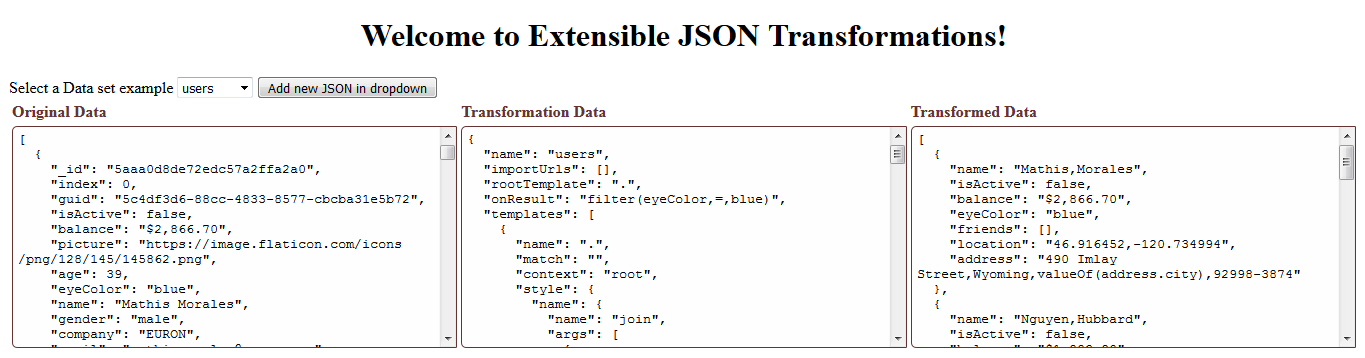 Welcome to Extensible JSON Transformations!
Select a Data set example users Add new JSON in dropdown
Original Data
[
{
"_id": "5aaa0d8de72edc57a2ffa2a0",
"index": 0,
"guid": "5c4df3d6-88cc-4833-8577-cbcba31e5b72",
"isActive": false,
"balance": "$2,866.70",
"picture": "https://image.flaticon.com/icons
/png/128/145/145862.png",
"age": 39,
"eyeColor": "blue",
"name": "Mathis Morales",
"gender": "male",
"company": "EURON",
Transformation Data
{
"name": "users",
"importUrls": [],
"rootTemplate": ".",
"onResult": "filter(eyeColor,=,blue)",
"templates": [
{
"name": ".",
"match": "",
"context": "root",
"style": {
"name": {
"name": "join",
"args": [
Transformed Data
[
{
"name": "Mathis,Morales",
"isActive": false,
"balance": "$2,866.70",
"eyeColor": "blue",
"friends": [],
"location": "46.916452,-120.734994",
"address": "490 Imlay
Street,Wyoming,valueOf(address.city),92998-3874"
},
{
"name": "Nguyen,Hubbard",
"isActive": false,